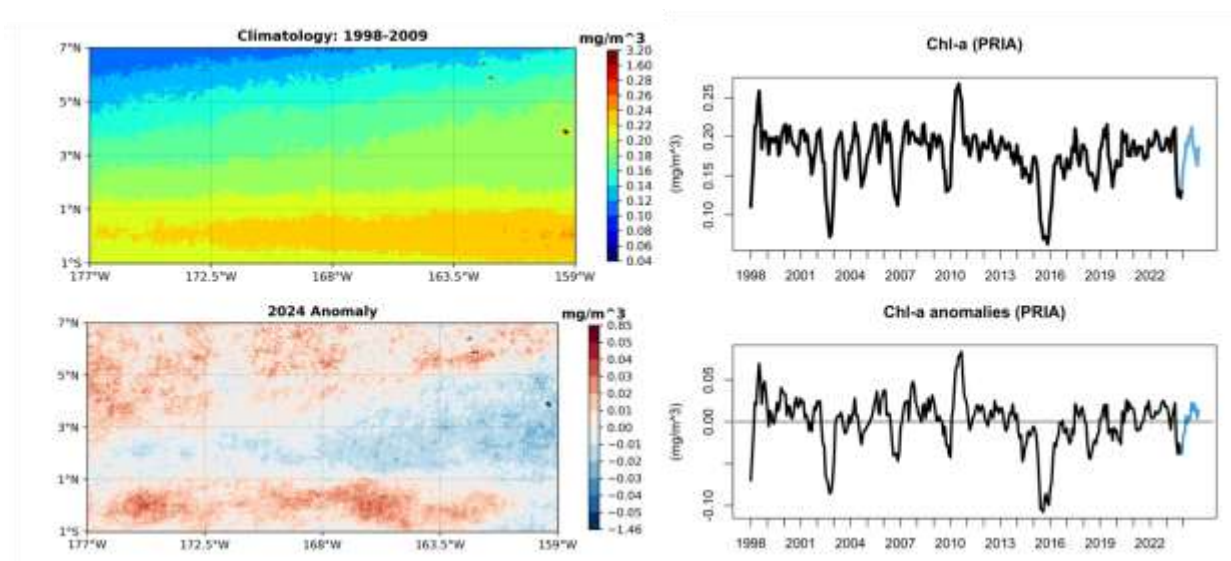 Climatology: 1998-2009
mg/m^3
7°N
5°N
3°N
1°N
1°S
177°W 172.5°W 168°W 163.5°W 159°W
3.20
1.60
0.28
0.26
0.24
0.22
0.20
0.18
0.16
0.14
0.12
0.10
0.08
0.06
0.04
Chl-a (PRIA)
(mg/m^3)
0.25
0.20
0.15
0.10
1998 2001 2004 2007 2010 2013 2016 2019 2022
2024 Anomaly
mg/m^3
7°N
5°N
3°N
1°N
1°S
177°W 172.5°W 168°W 163.5°W 159°W
0.85
0.05
0.04
0.03
0.02
0.01
0.00
−0.01
−0.02
−0.03
−0.04
−0.05
−1.46
Chl-a anomalies (PRIA)
(mg/m^3)
0.05
0.00
-0.10
1998 2001 2004 2007 2010 2013 2016 2019 2022